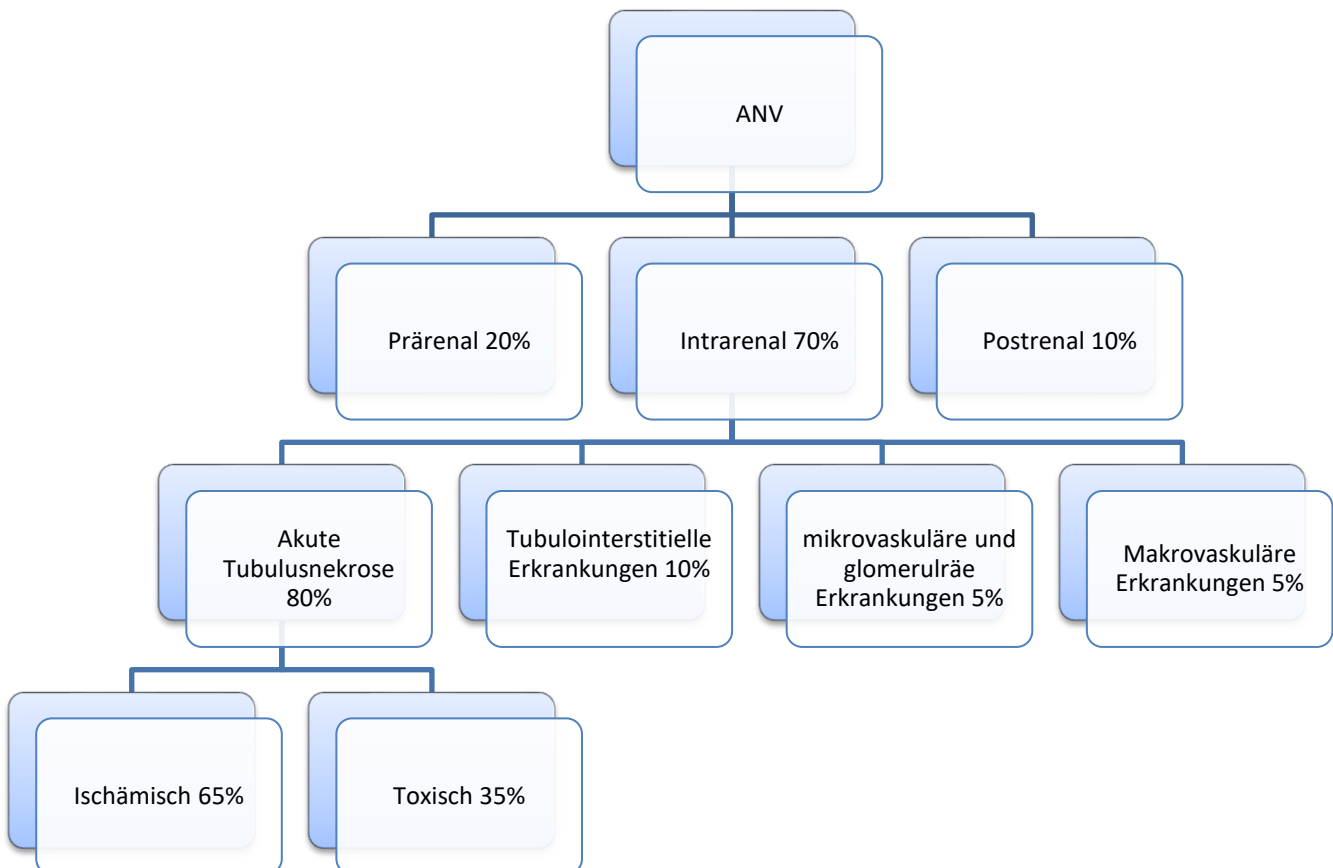 ANV
Prärenal 20%
Intrarenal 70%
Postrenal 10%
Akute
Tubulusnekrose
80%
Tubulointerstitielle
Erkrankungen 10%
mikrovaskuläre und
glomerulräe
Erkrankungen 5%
Makrovaskuläre
Erkrankungen 5%
Ischämisch 65%
Toxisch 35%